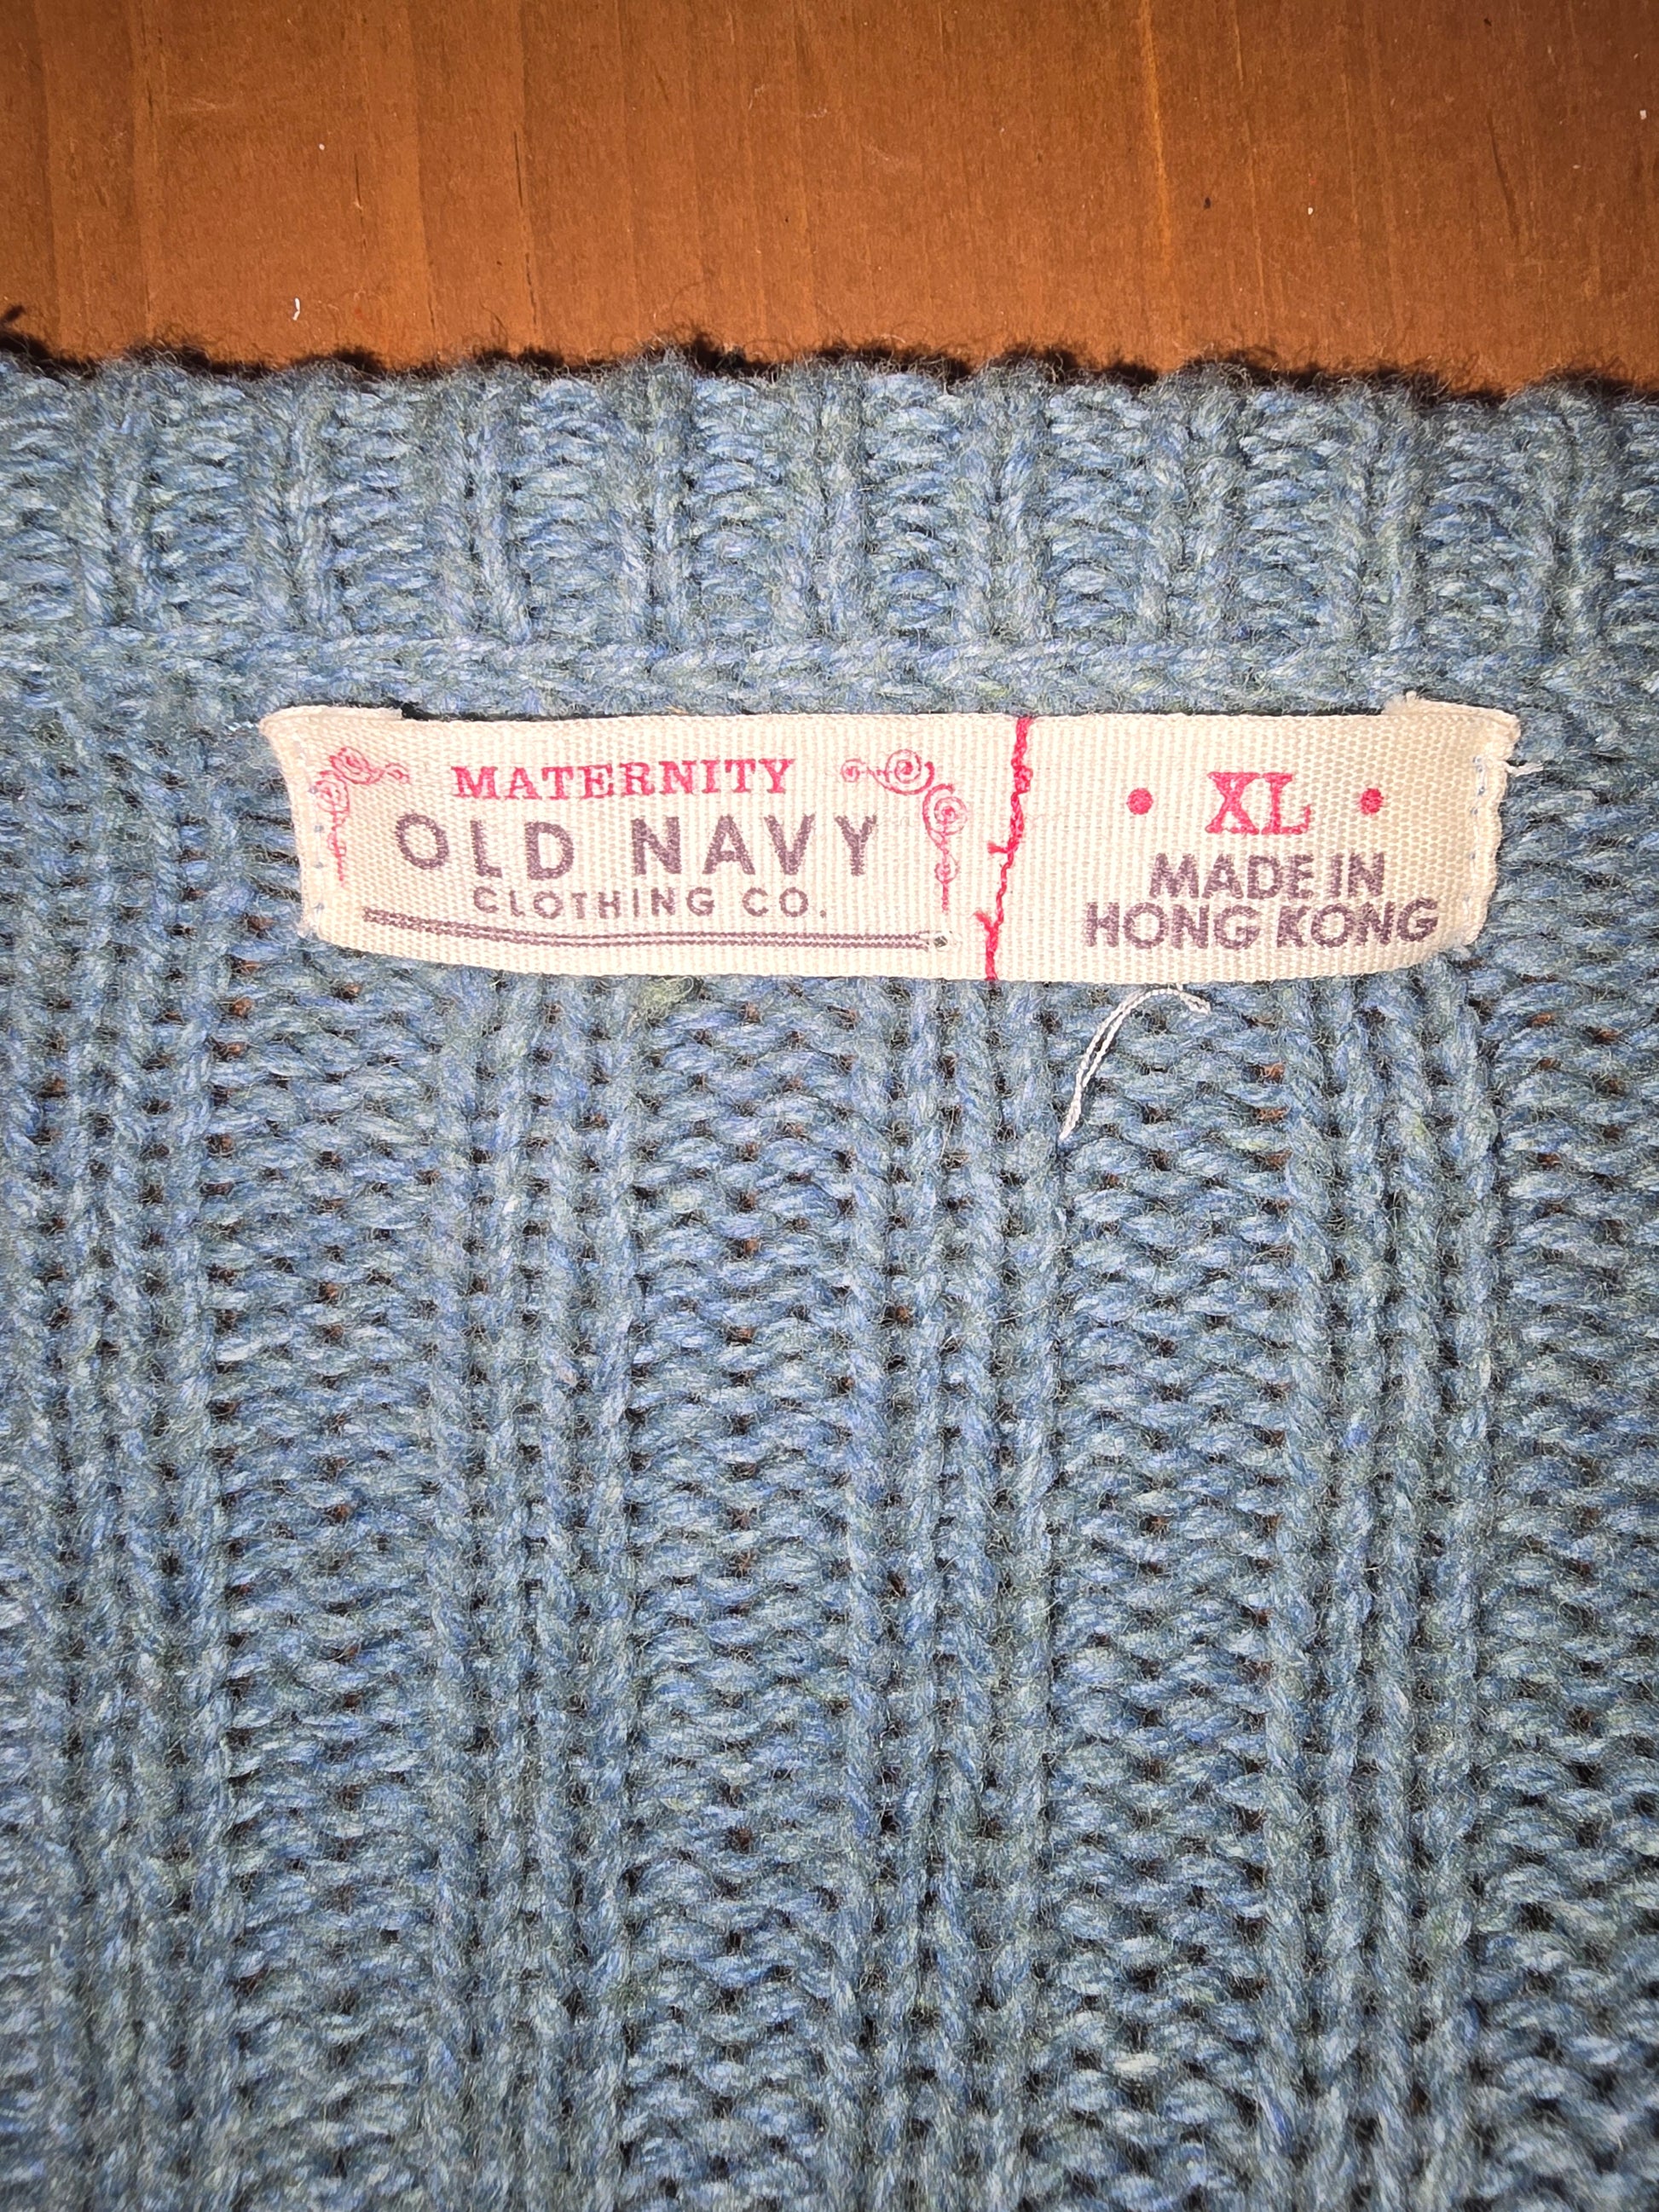 MATERNITY
OLD NAVY
CLOTHING CO.
• XL •
MADE IN
HONG KONG